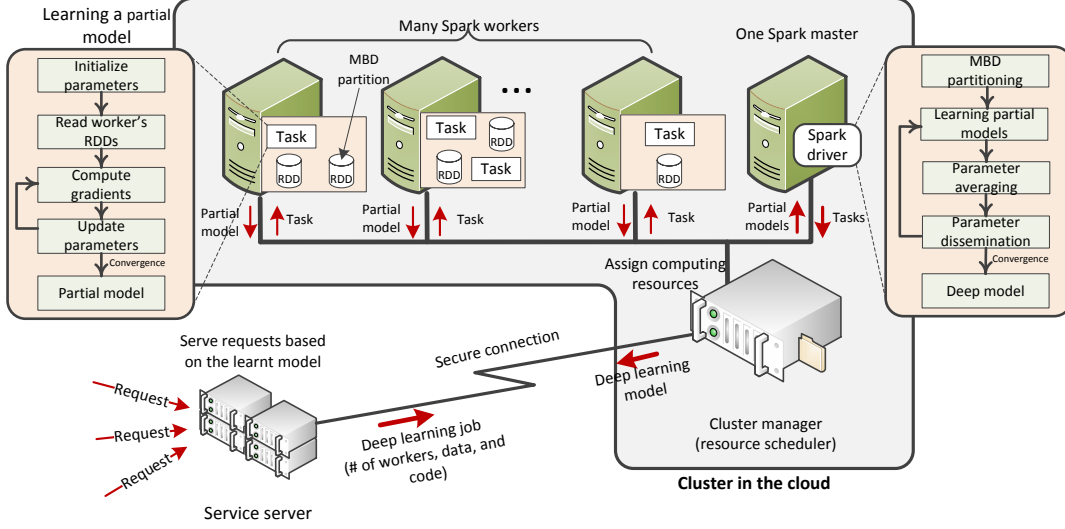 Learning a partial
model
Initialize
parameters
Read worker's
RDDs
Compute
gradients
Update
parameters
Convergence
Partial model
Many Spark workers
MBD
partition
Task
RDD
RDD
Task
RDD
RDD
Task
...
Task
RDD
One Spark master
Spark
driver
MBD
partitioning
Learning partial
models
Parameter
averaging
Parameter
dissemination
Convergence
Deep model
Partial
model
Task
Partial
model
Task
Partial
model
Task
Partial
models
Tasks
Assign computing
resources
Serve requests based
on the learnt model
Secure connection
Deep learning
model
Request
Request
Request
Deep learning job
(# of workers, data, and
code)
Cluster manager
(resource scheduler)
Cluster in the cloud
Service server